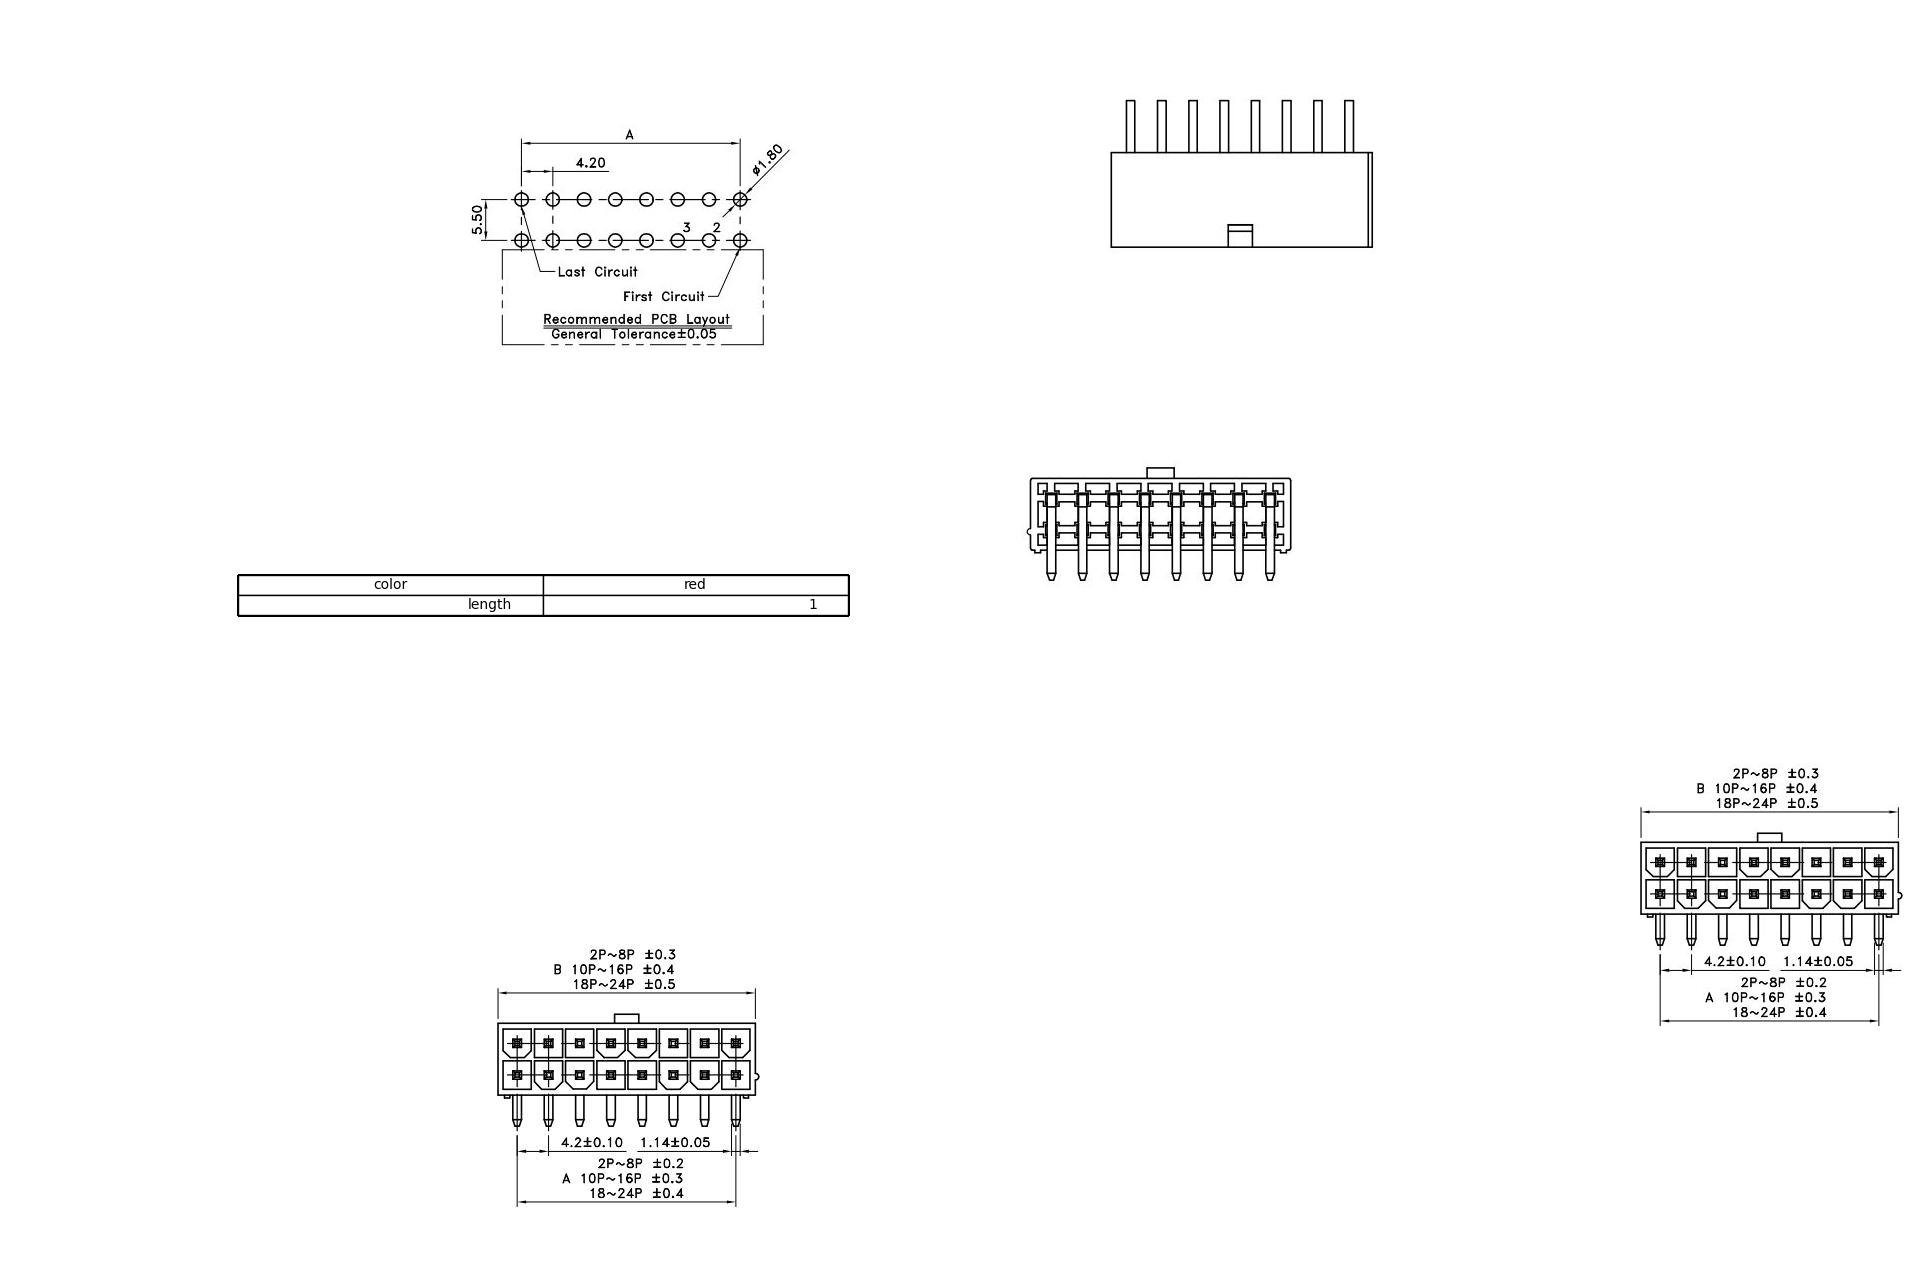 A
4.20
ø1.80
5.50
3 2
Last Circuit
First Circuit
Recommended PCB Layout
General Tolerance±0.05
color red
length 1
2P~8P ±0.3
B 10P~16P ±0.4
18P~24P ±0.5
4.2±0.10 1.14±0.05
2P~8P ±0.2
A 10P~16P ±0.3
18~24P ±0.4
2P~8P ±0.3
B 10P~16P ±0.4
18P~24P ±0.5
4.2±0.10 1.14±0.05
2P~8P ±0.2
A 10P~16P ±0.3
18~24P ±0.4